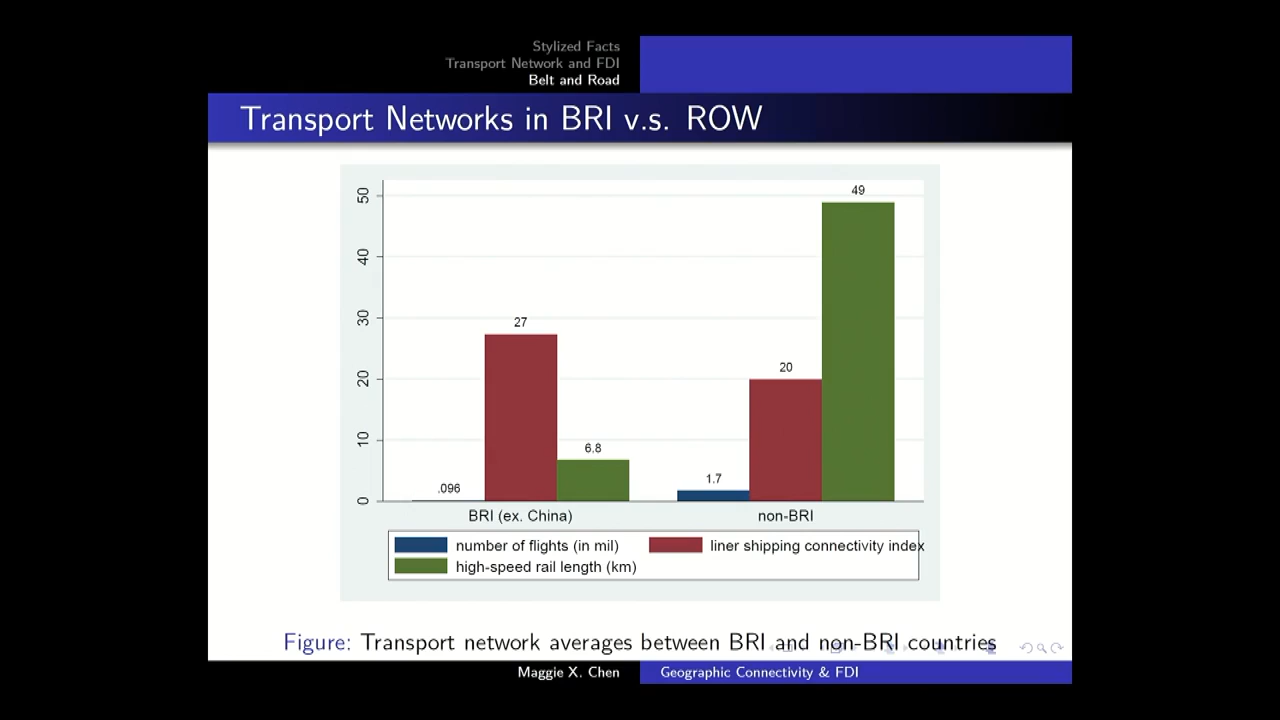 Stylized Facts
Transport Network and FDI
Belt and Road
Transport Networks in BRI v.s. ROW
50
40
30
20
10
0
.096
27
6.8
1.7
20
49
BRI (ex. China)
non-BRI
number of flights (in mil)
liner shipping connectivity index
high-speed rail length (km)
Figure: Transport network averages between BRI and non-BRI countries
Maggie X. Chen
Geographic Connectivity & FDI